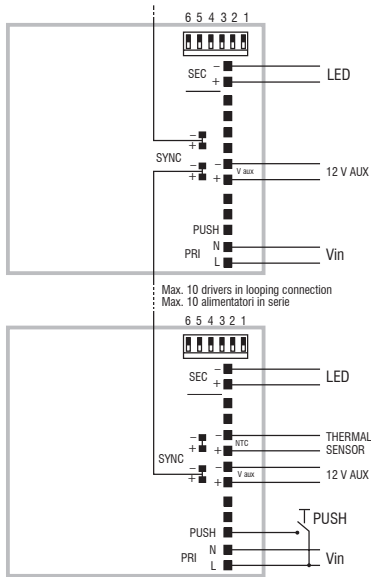 6 5 4 3 2 1
−
SEC
+
LED
−
+
SYNC
−
+
−
V aux
+
12 V AUX
PUSH
N
PRI
L
Vin
Max. 10 drivers in looping connection
Max. 10 alimentatori in serie
6 5 4 3 2 1
−
SEC
+
LED
−
+
−
NTC
+
THERMAL
SENSOR
SYNC
−
+
−
V aux
+
12 V AUX
PUSH
PUSH
N
PRI
L
Vin